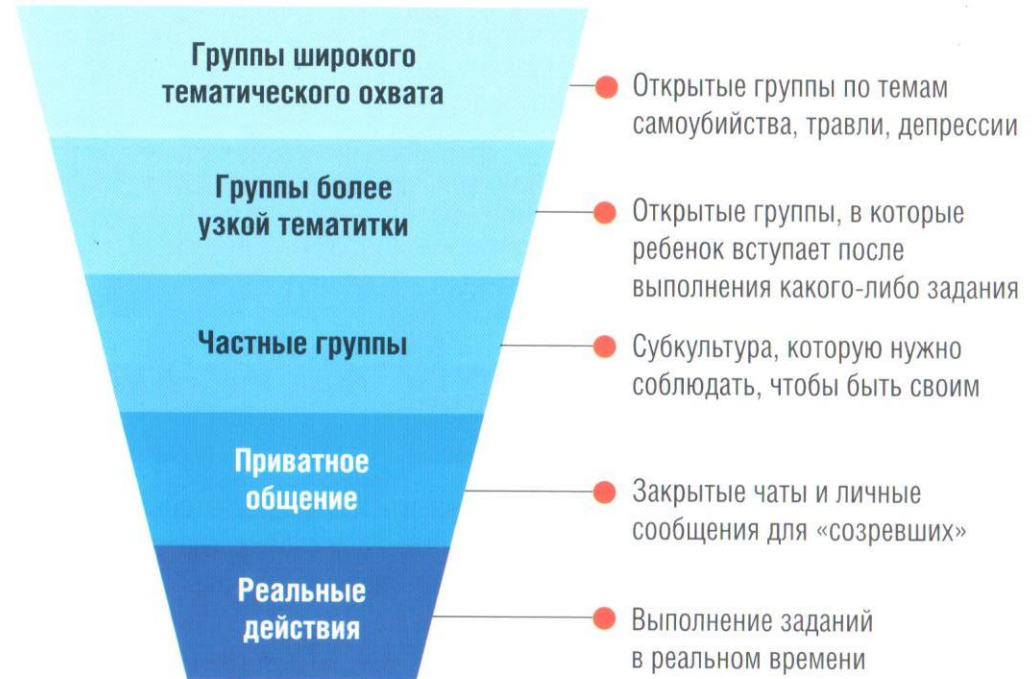 Группы широкого
тематического охвата
Открытые группы по темам
самоубийства, травли, депрессии
Группы более
узкой тематитки
Открытые группы, в которые
ребенок вступает после
выполнения какого-либо задания
Частные группы
Субкультура, которую нужно
соблюдать, чтобы быть своим
Приватное
общение
Закрытые чаты и личные
сообщения для «созревших»
Реальные
действия
Выполнение заданий
в реальном времени